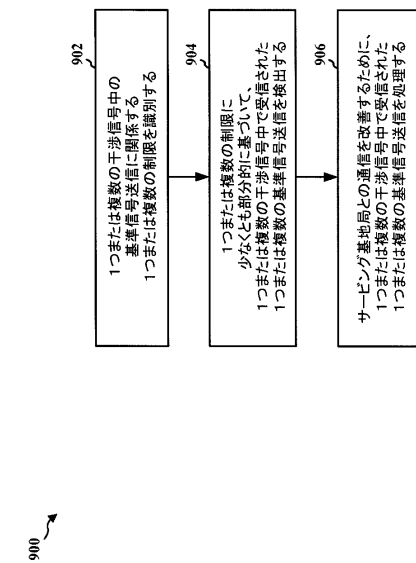 900
902
1つまたは複数の干渉信号中の
基準信号送信に関係する
1つまたは複数の制限を識別する
904
1つまたは複数の制限に
少なくとも部分的に基づいて、
1つまたは複数の干渉信号中で受信された
1つまたは複数の基準信号送信を検出する
906
サービング基地局との通信を改善するために、
1つまたは複数の干渉信号中で受信された
1つまたは複数の基準信号送信を処理する